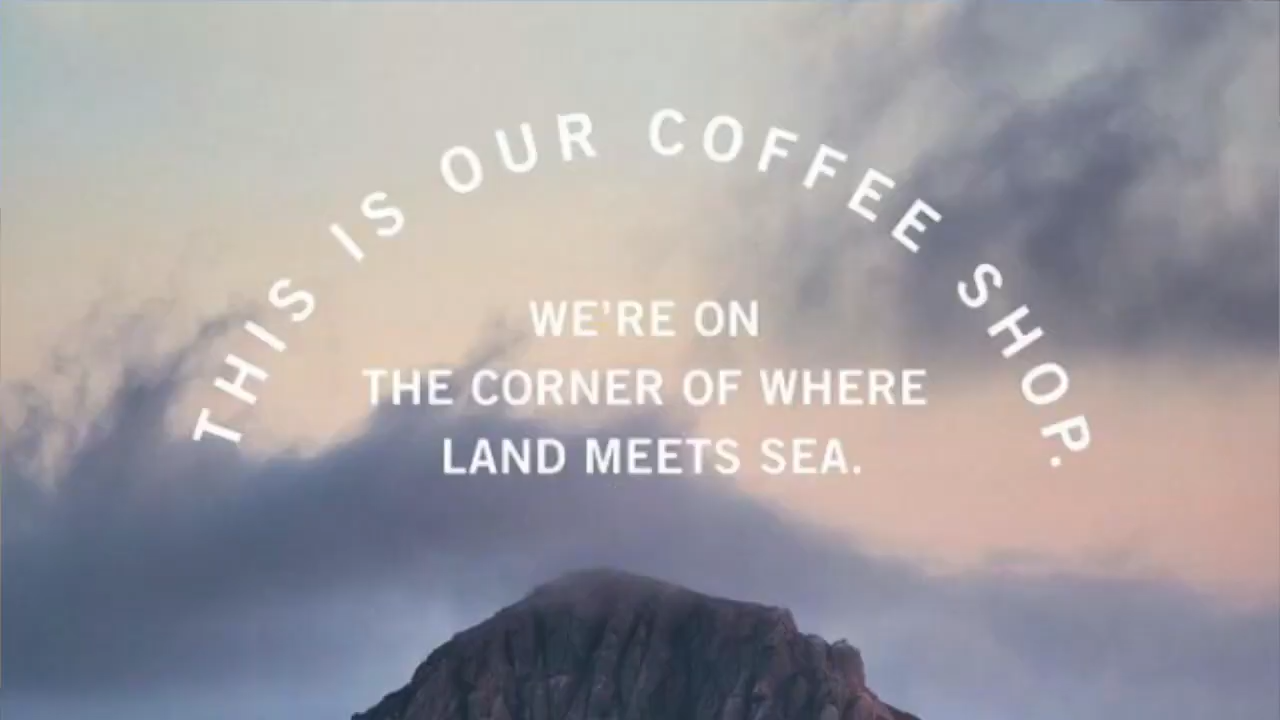 THIS IS OUR COFFEE SHOP.
WE'RE ON
THE CORNER OF WHERE
LAND MEETS SEA.